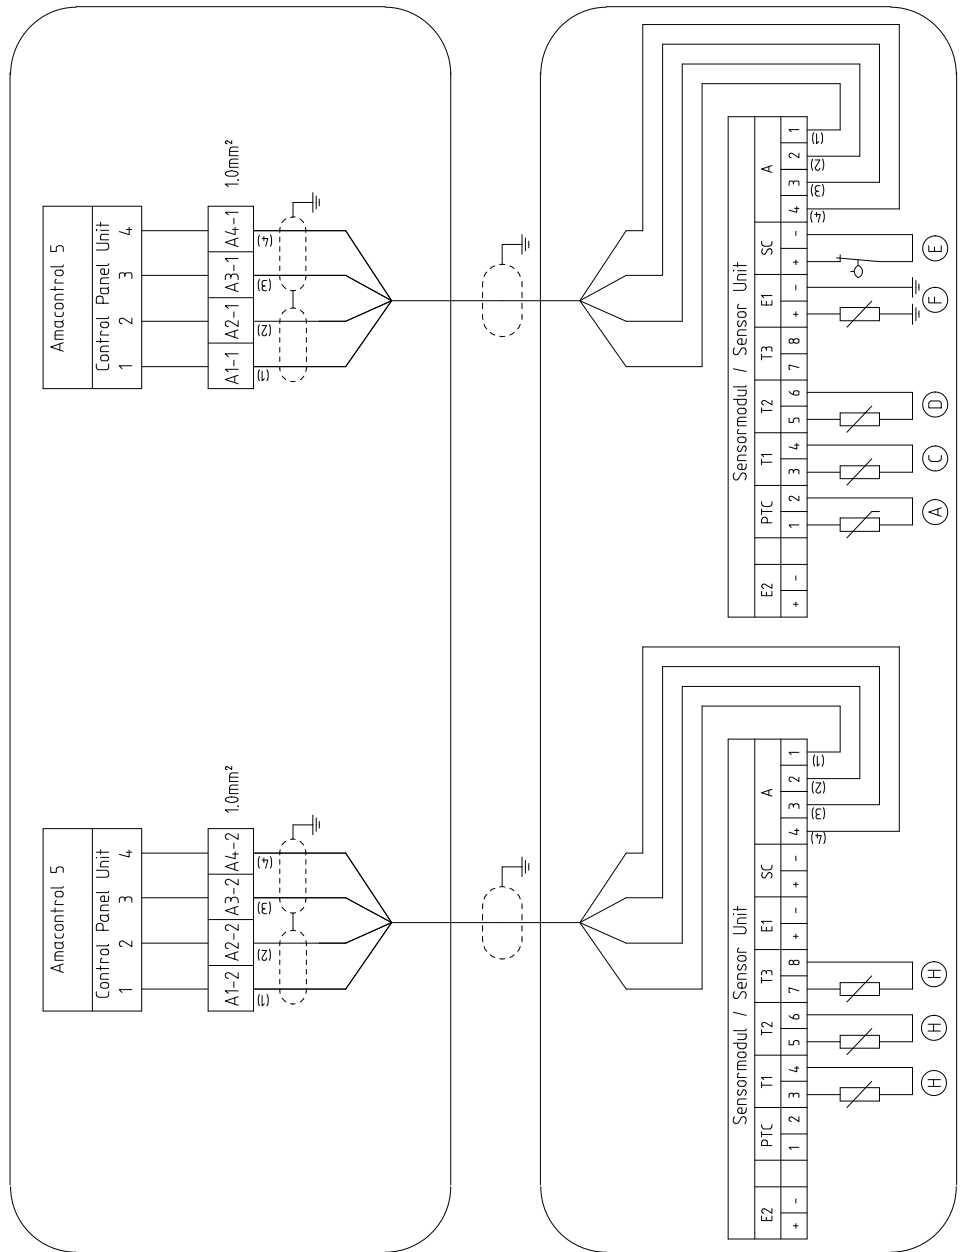 Amacontrol 5
Control Panel Unit
1 2 3 4
A1-1 A2-1 A3-1 A4-1
1.0mm²
(1) (2) (3) (4)
Sensormodul / Sensor Unit
E2 PTC T1 T2 T3 E1 SC A
+ - 1 2 3 4 5 6 7 8 + - + - 4 3 2 1
(4) (3) (2) (1)
A C D F E
Amacontrol 5
Control Panel Unit
1 2 3 4
A1-2 A2-2 A3-2 A4-2
1.0mm²
(1) (2) (3) (4)
Sensormodul / Sensor Unit
E2 PTC T1 T2 T3 E1 SC A
+ - 1 2 3 4 5 6 7 8 + - + - 4 3 2 1
(4) (3) (2) (1)
H H H